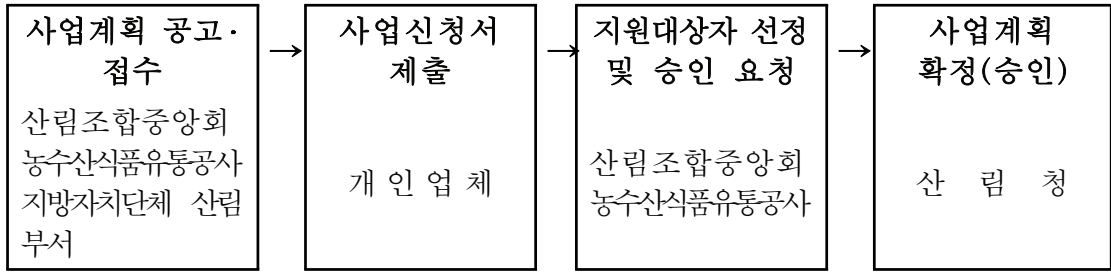 사업계획 공고·
접수
산림조합중앙회
농수산식품유통공사
지방자치단체 산림
부서
→
사업신청서
제출
개인업체
→
지원대상자 선정
및 승인 요청
산림조합중앙회
농수산식품유통공사
→
사업계획
확정(승인)
산 림 청